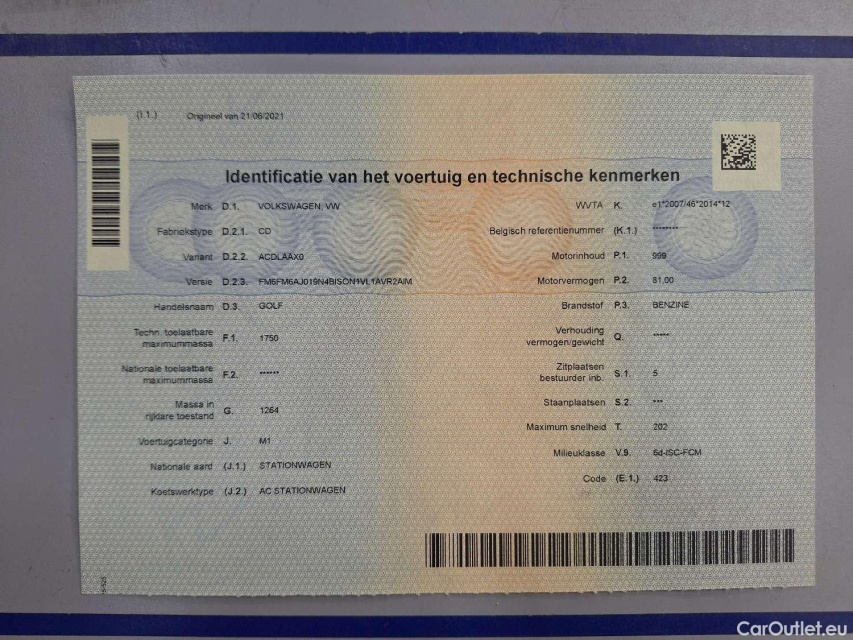 (I.1.) Origineel van 21/06/2021
Identificatie van het voertuig en technische kenmerken
Merk D.1. VOLKSWAGEN, VW
Fabriekstype D.2.1. CD
Variant D.2.2. ACDLAAX0
Versie D.2.3. FM6FM6AJ019N4BISON1VL1AVR2AIM
Handelsnaam D.3. GOLF
Techn. toelaatbare
maximummassa F.1. 1750
Nationale toelaatbare
maximummassa F.2. ******
Massa in
rijklare toestand G. 1264
Voertuigcategorie J. M1
Nationale aard (J.1.) STATIONWAGEN
Koetswerktype (J.2.) AC STATIONWAGEN
WVTA K. e1*2007/46*2014*12
Belgisch referentienummer (K.1.) ********
Motorinhoud P.1. 999
Motorvermogen P.2. 81.00
Brandstof P.3. BENZINE
Verhouding
vermogen/gewicht Q. *****
Zitplaatsen
bestuurder inb. S.1. 5
Staanplaatsen S.2. ***
Maximum snelheid T. 202
Milieuklasse V.9. 6d-ISC-FCM
Code (E.1.) 423
CarOutlet.eu